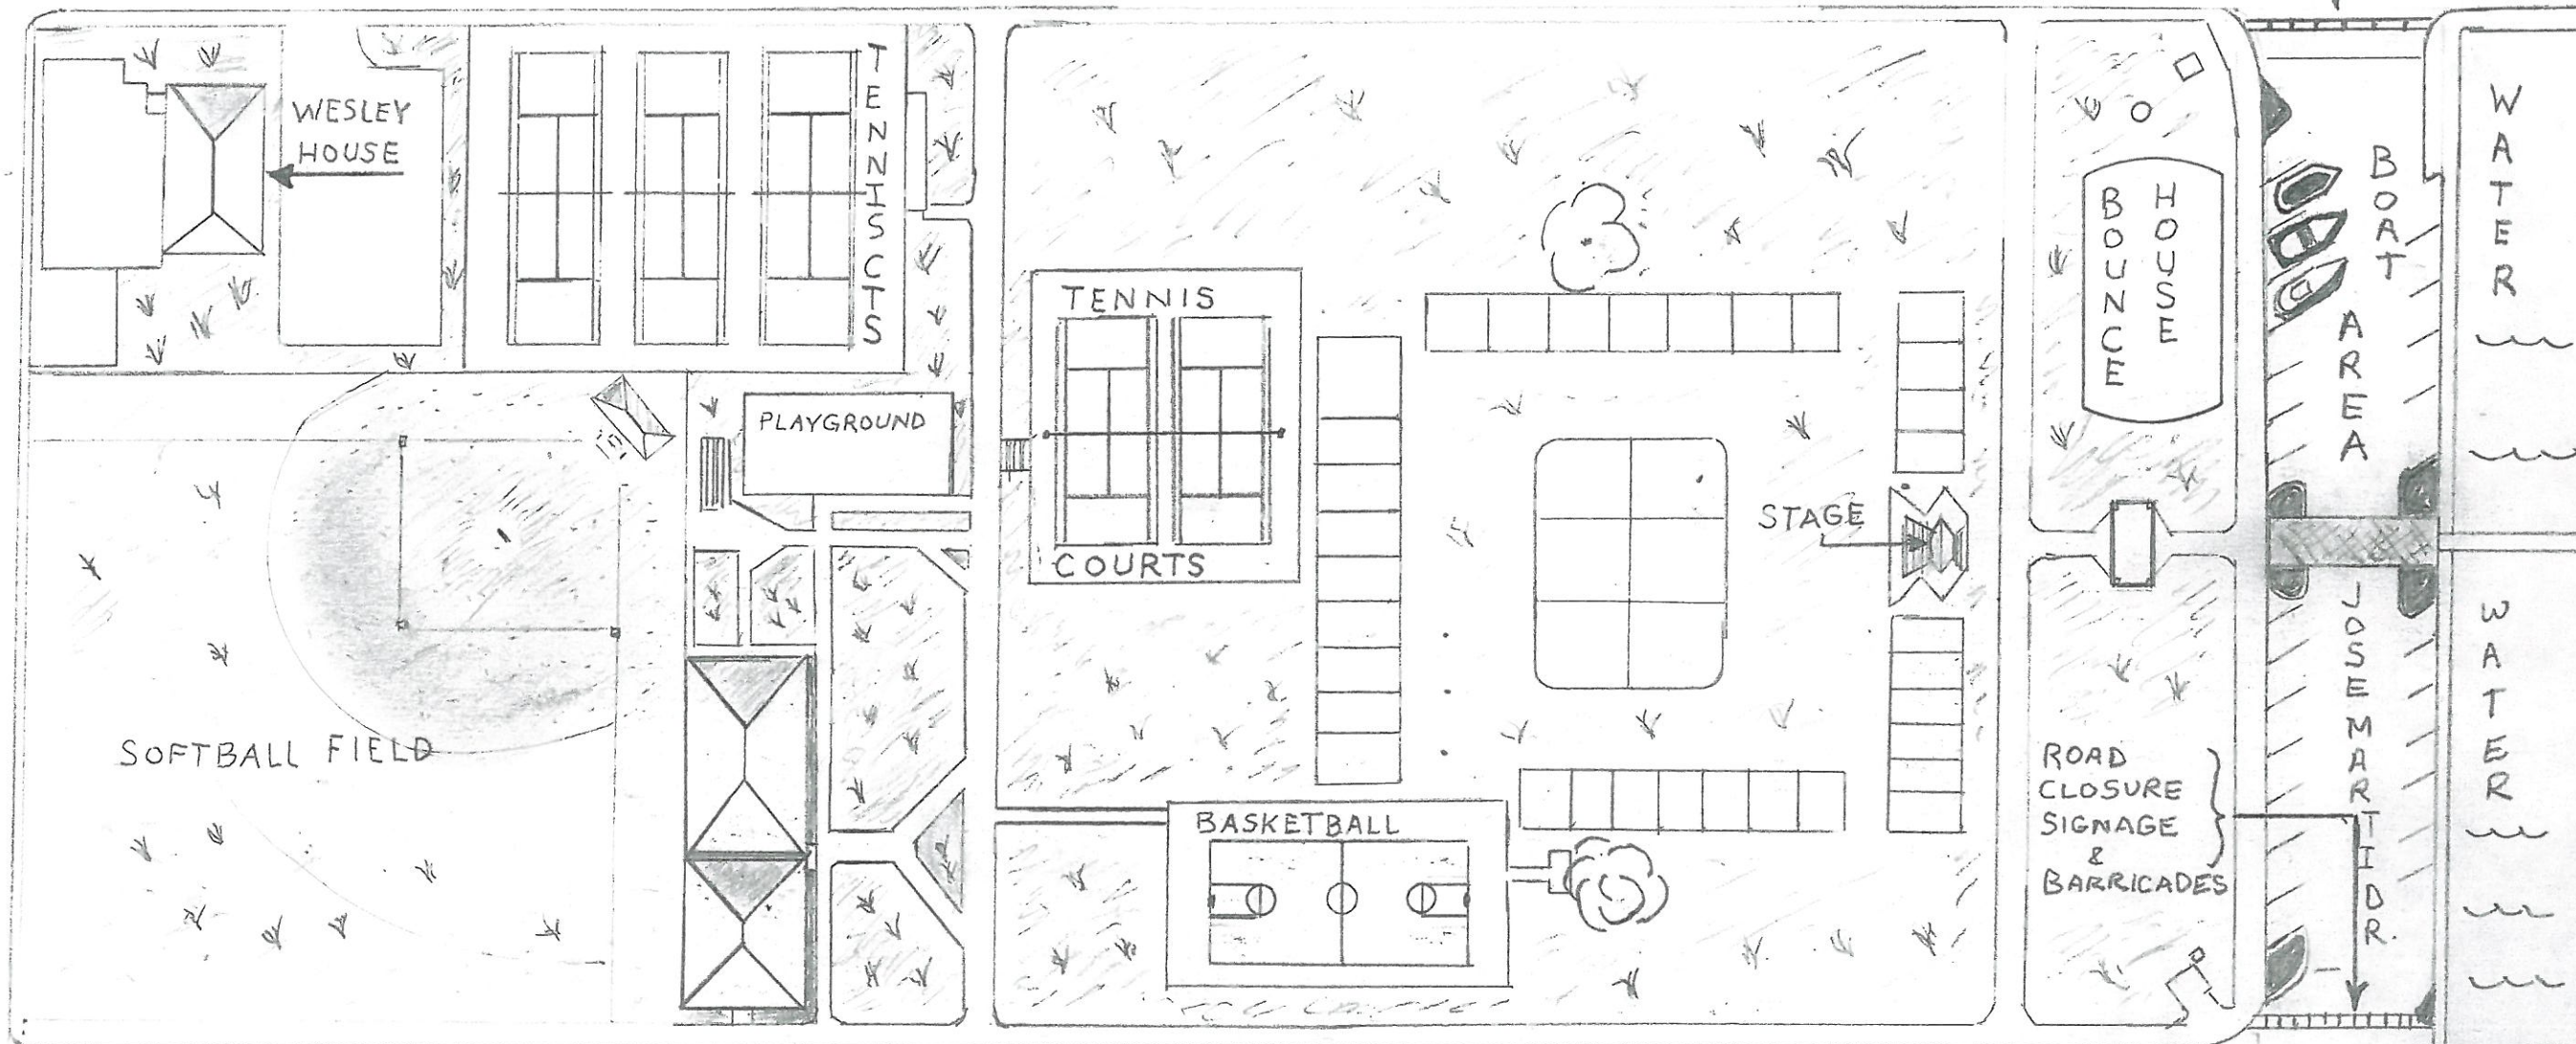 WESLEY
HOUSE
TENNIS CTS
PLAYGROUND
SOFTBALL FIELD
TENNIS
COURTS
BASKETBALL
STAGE
BOUNCE
HOUSE
BOAT
AREA
JOSE MARTI DR.
ROAD
CLOSURE
SIGNAGE
&
BARRICADES
WATER
WATER